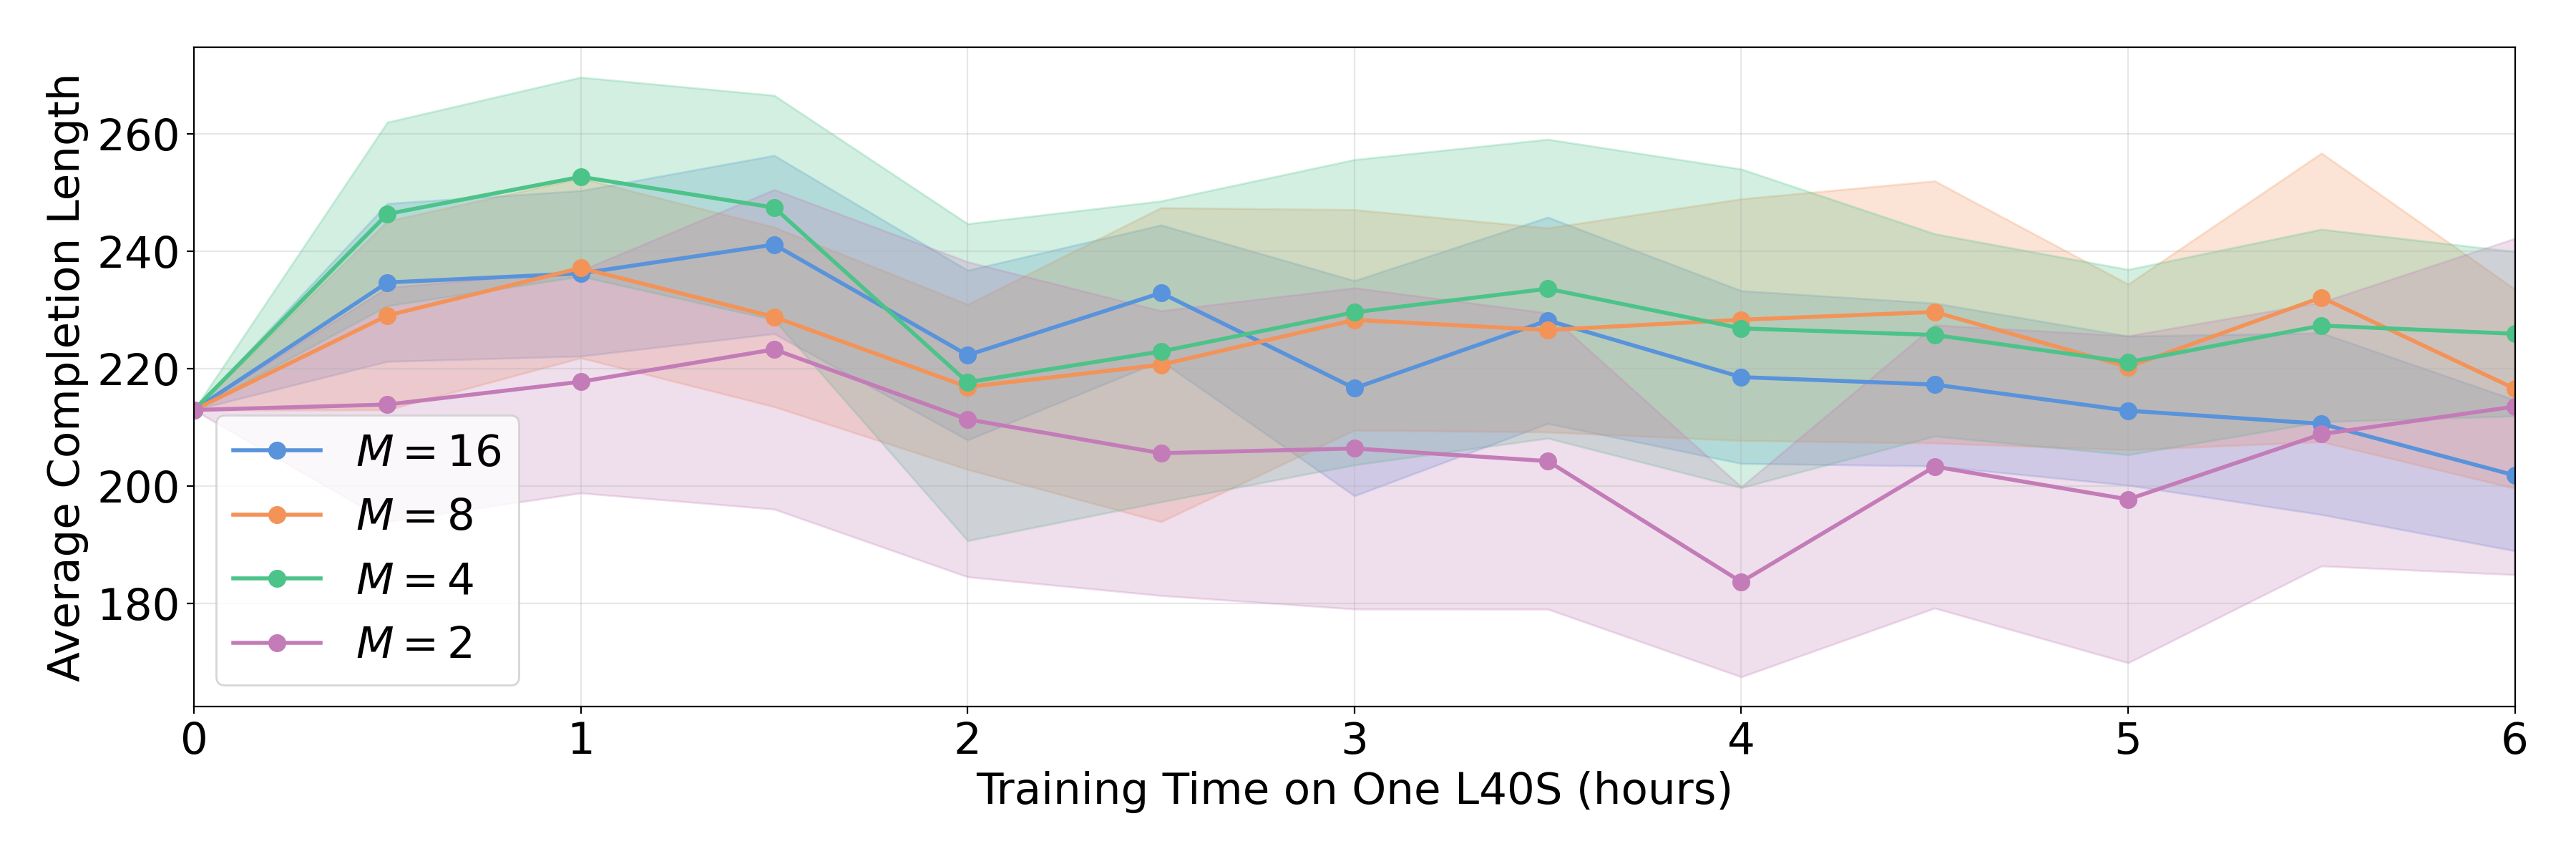 Average Completion Length
260
240
220
200
180
M = 16
M = 8
M = 4
M = 2
0 1 2 3 4 5 6
Training Time on One L40S (hours)